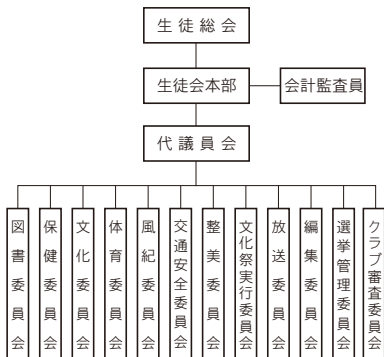 生徒総会
生徒会本部
会計監査員
代議員会
図書委員会
保健委員会
文化委員会
体育委員会
風紀委員会
交通安全委員会
整美委員会
文化祭実行委員会
放送委員会
編集委員会
選挙管理委員会
クラブ審査委員会